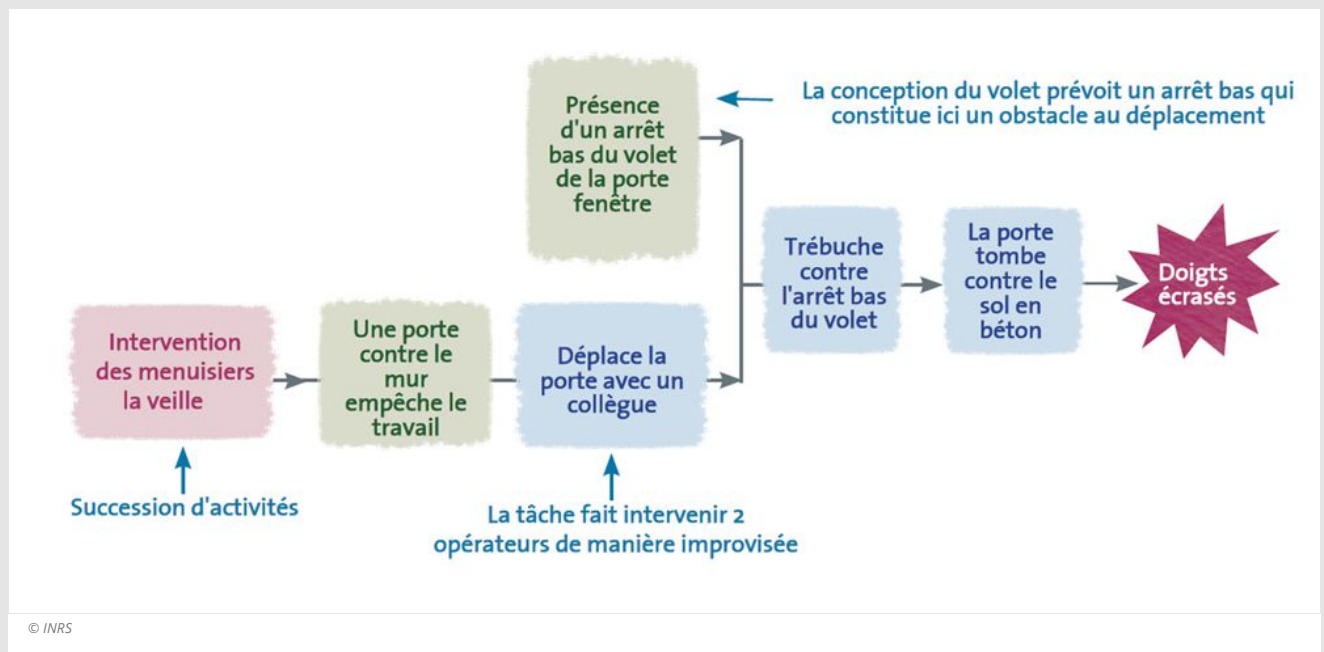 Présence
d'un arrêt
bas du volet
de la porte
fenêtre
La conception du volet prévoit un arrêt bas qui
constitue ici un obstacle au déplacement
Intervention
des menuisiers
la veille
Une porte
contre le
mur
empêche le
travail
Déplace la
porte avec un
collègue
Trébuche
contre
l'arrêt bas
du volet
La porte
tombe
contre le
sol en
béton
Doigts
écrasés
Succession d'activités
La tâche fait intervenir 2
opérateurs de manière improvisée
© INRS